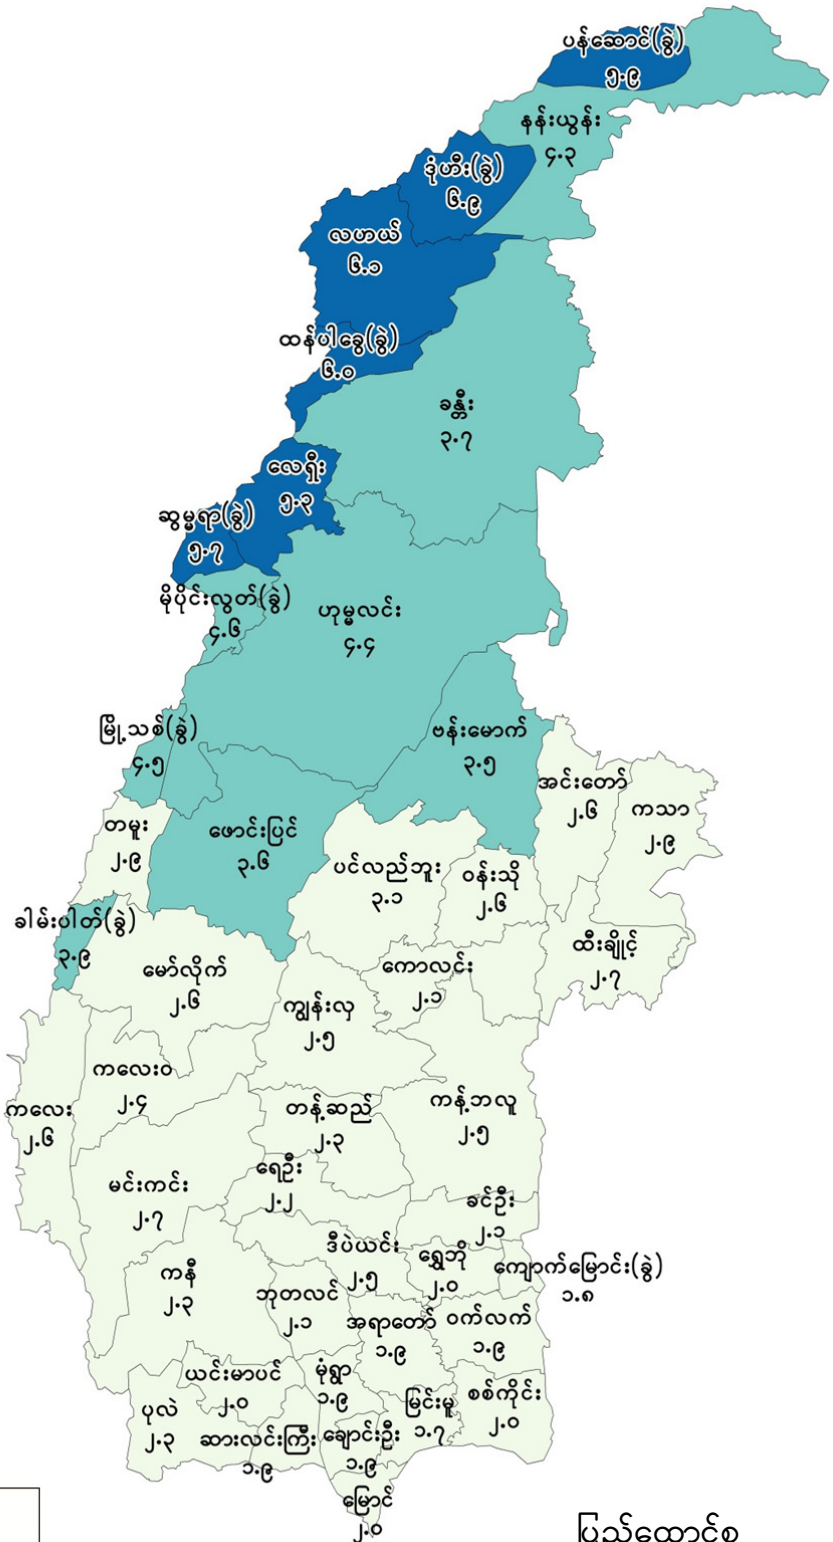 ပန်ဆောင်(ခွဲ)
၅.၉
နန်းယွန်း
၄.၃
ဒုံဟီး(ခွဲ)
၆.၉
လဟယ်
၆.၁
ထန်ပါခွေ(ခွဲ)
၆.၀
ခန္တီး
၃.၇
လေရှီး
၅.၃
ဆွမ္မရာ(ခွဲ)
၅.၇
မိုပိုင်းလွတ်(ခွဲ)
၄.၆
ဟုမ္မလင်း
၄.၄
မြို့သစ်(ခွဲ)
၄.၅
ဗန်းမောက်
၃.၅
အင်းတော်
၂.၆
ကသာ
၂.၉
တမူး
၂.၉
ဖောင်းပြင်
၃.၆
ပင်လည်ဘူး
၃.၁
ဝန်းသို
၂.၆
ခါမ်းပါတ်(ခွဲ)
၃.၉
မော်လိုက်
၂.၆
ကောလင်း
၂.၁
ထီးချိုင့်
၂.၇
ကျွန်းလှ
၂.၅
ကလေးဝ
၂.၄
ကလေး
၂.၆
တန့်ဆည်
၂.၃
ကန့်ဘလူ
၂.၅
ရေဦး
၂.၂
မင်းကင်း
၂.၇
ခင်ဦး
၂.၁
ဒီပဲယင်း
၂.၅
ရွှေဘို
၂.၀
ကျောက်မြောင်း(ခွဲ)
၁.၈
ကနီ
၂.၃
ဘုတလင်
၂.၁
အရာတော်
၁.၉
ဝက်လက်
၁.၉
ယင်းမာပင်
၂.၀
မုံရွာ
၁.၉
မြင်းမူ
၁.၇
စစ်ကိုင်း
၂.၀
ပုလဲ
၂.၃
ဆားလင်းကြီး
၁.၉
ချောင်းဦး
၁.၉
မြောင်
၂.၀
ပြည်ထောင်စု